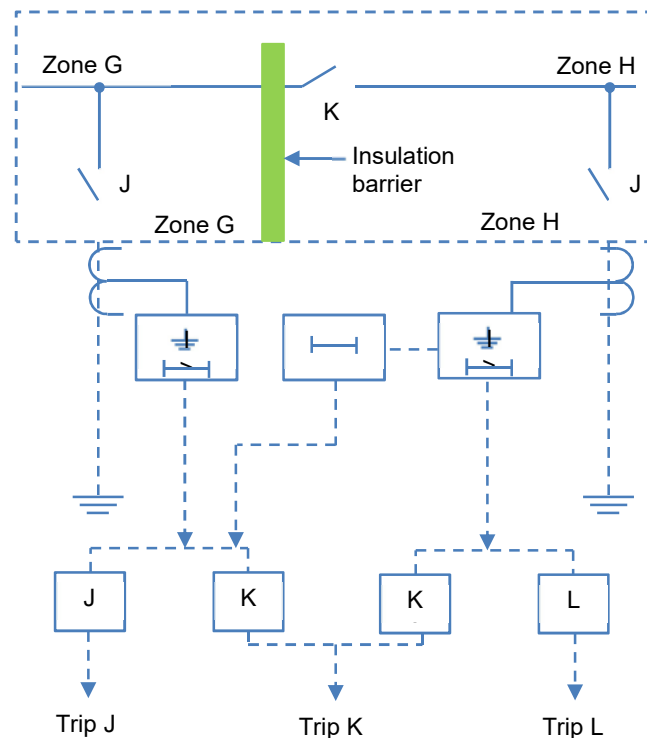 Zone G
Zone H
K
Insulation
barrier
J
J
Zone G
Zone H
J
K
K
L
Trip J
Trip K
Trip L